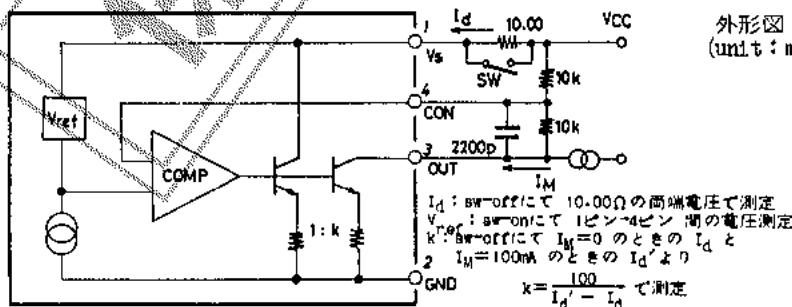 1
Id
10.00
VCC
外形図
(unit : m
Vs
SW
10k
4
CON
Vref
10k
COMP
2200p
3
OUT
IM
1 : k
2
GND
Id : sw-offにて 10.00Ωの両端電圧で測定
Vref : sw-onにて 1ピン-4ピン 間の電圧測定
k : sw-offにて IM=0 のときの Id と
IM=100mA のときの Id' より
k = 100 / Id' - Id で測定